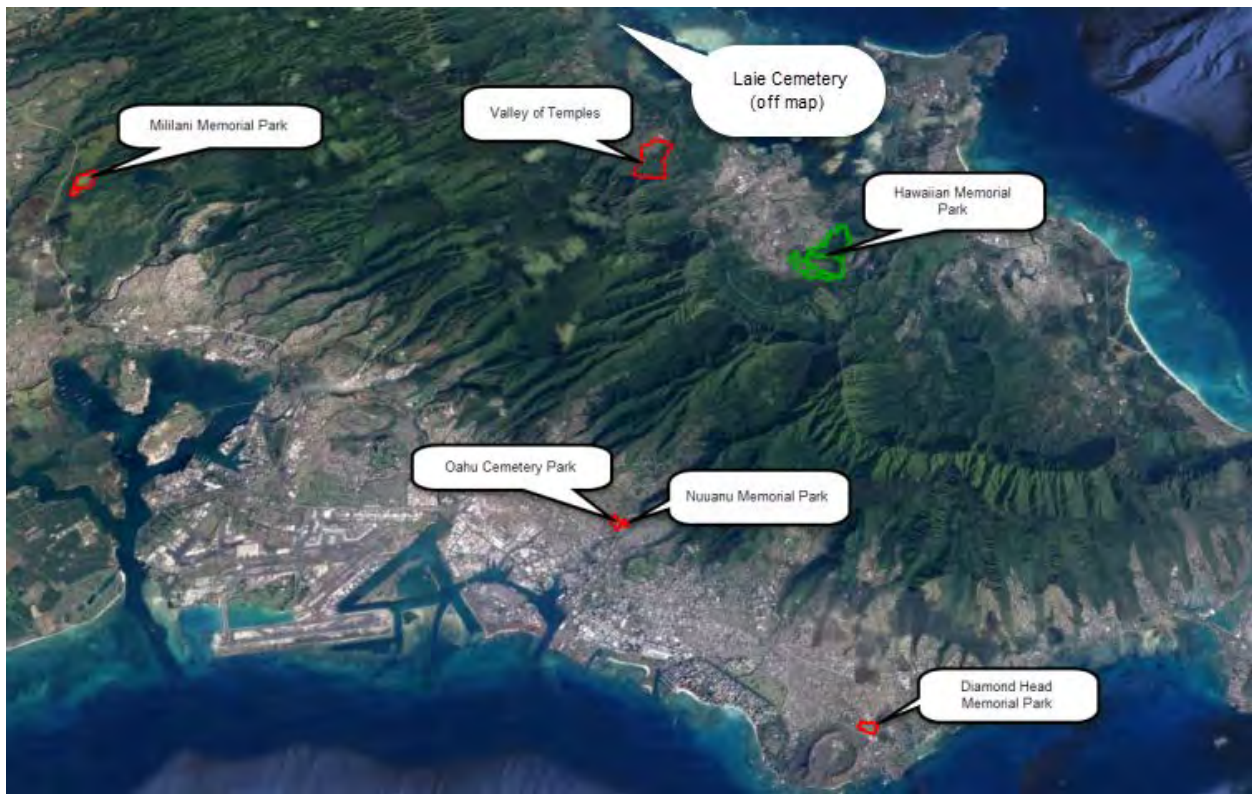 Laie Cemetery
(off map)
Valley of Temples
Mililani Memorial Park
Hawaiian Memorial
Park
Oahu Cemetery Park
Nuuanu Memorial Park
Diamond Head
Memorial Park